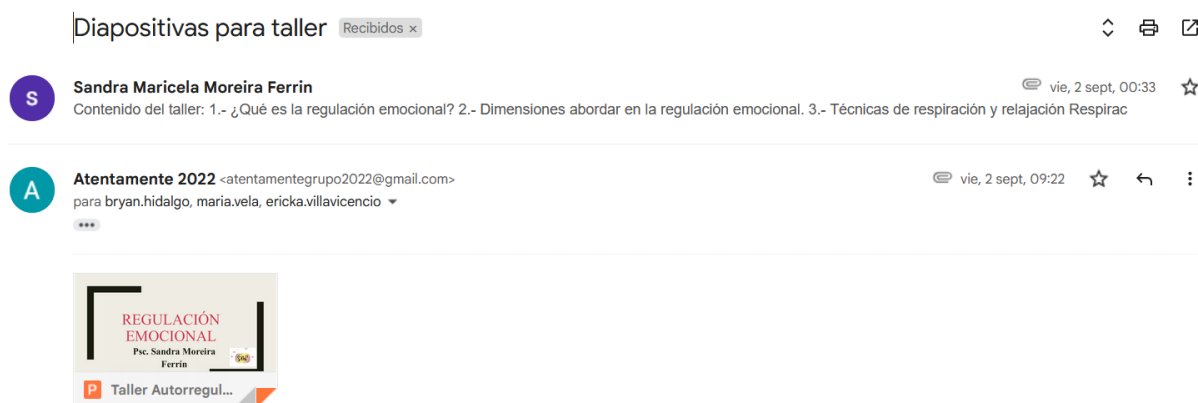 Diapositivas para taller Recibidos ×
S
Sandra Maricela Moreira Ferrin
vie, 2 sept, 00:33
Contenido del taller: 1.- ¿Qué es la regulación emocional? 2.- Dimensiones abordar en la regulación emocional. 3.- Técnicas de respiración y relajación Respirac
A
Atentamente 2022 <atentamentegrupo2022@gmail.com>
vie, 2 sept, 09:22
para bryan.hidalgo, maria.vela, ericka.villavicencio
REGULACIÓN
EMOCIONAL
Psc. Sandra Moreira
Ferrín
P Taller Autorregul...